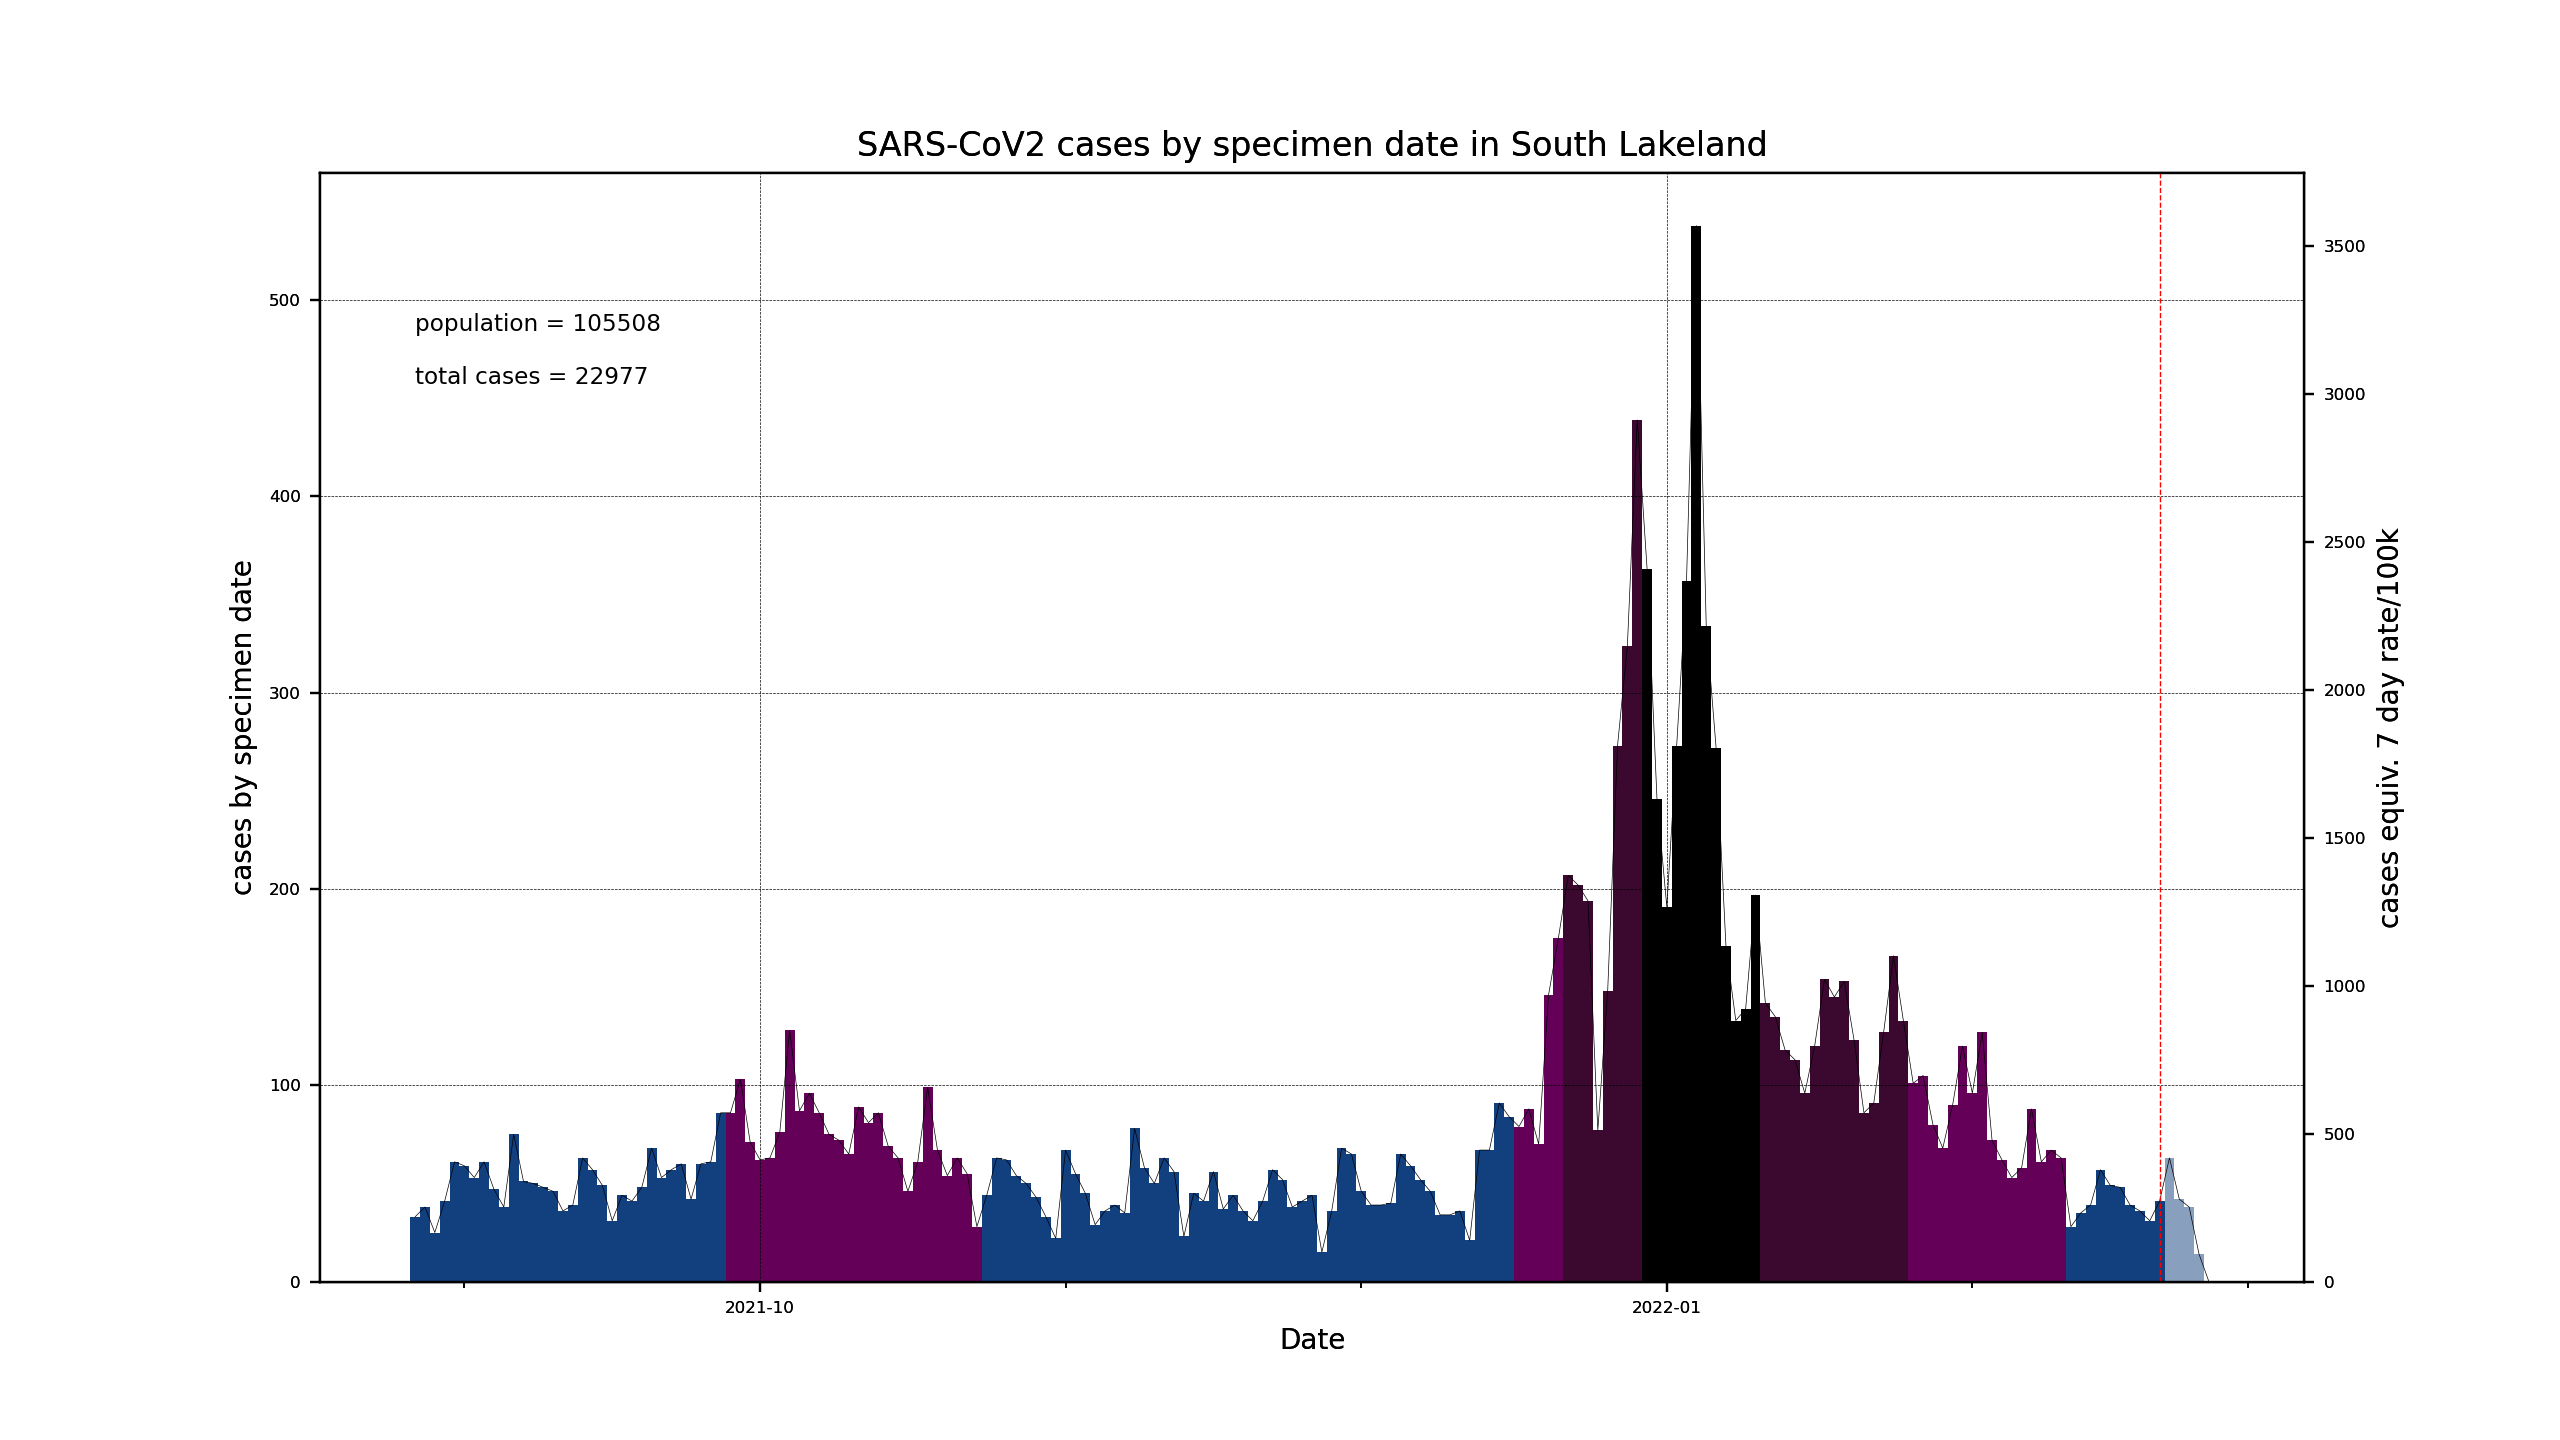 SARS-CoV2 cases by specimen date in South Lakeland
population = 105508
total cases = 22977
cases by specimen date
500
400
300
200
100
0
3500
3000
2500
2000
1500
1000
500
0
cases equiv. 7 day rate/100k
2021-10
2022-01
Date